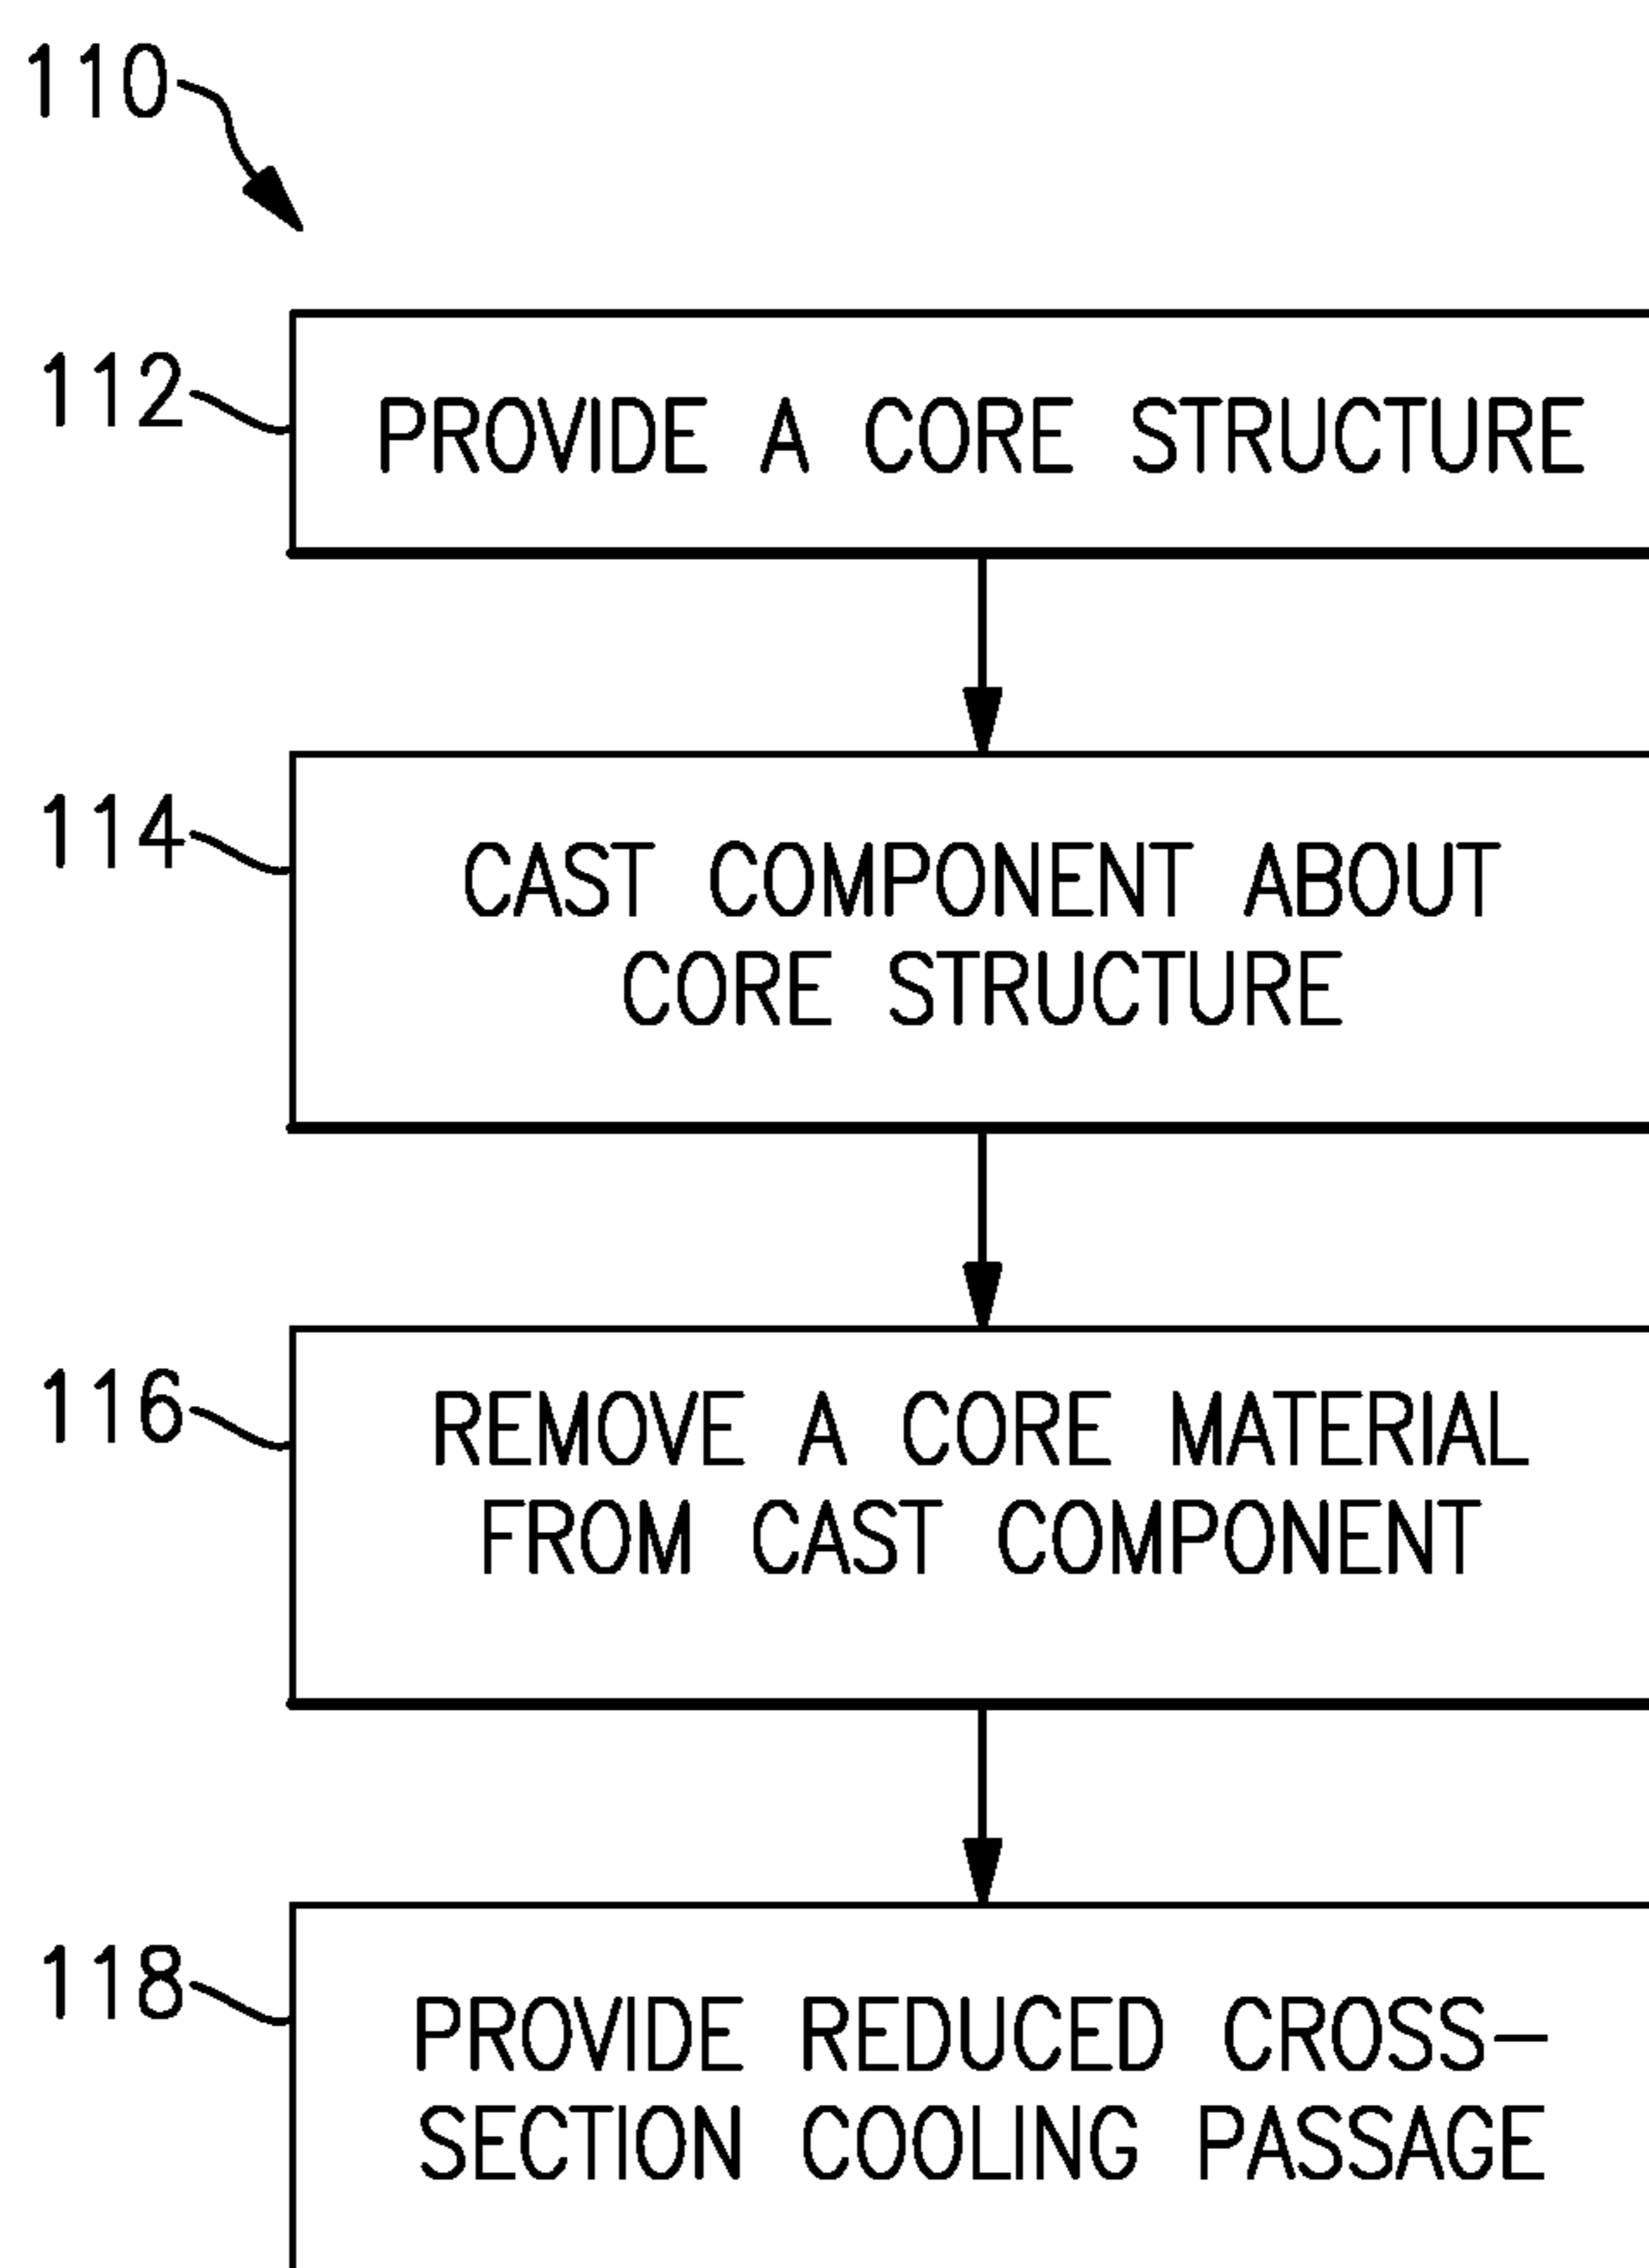 110
112
PROVIDE A CORE STRUCTURE
114
CAST COMPONENT ABOUT
CORE STRUCTURE
116
REMOVE A CORE MATERIAL
FROM CAST COMPONENT
118
PROVIDE REDUCED CROSS-
SECTION COOLING PASSAGE